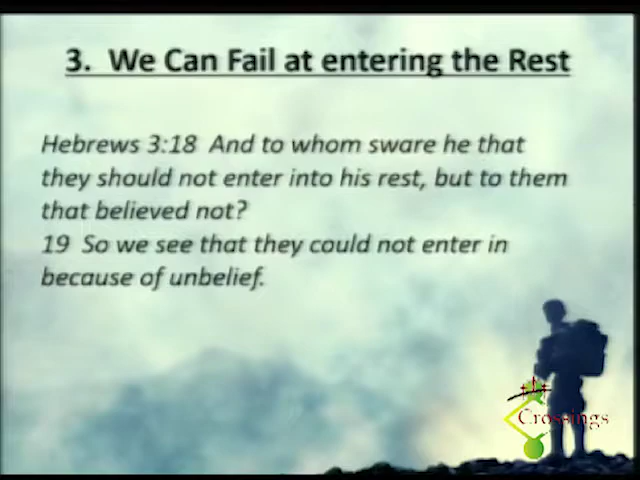 3. We Can Fail at entering the Rest
Hebrews 3:18 And to whom sware he that
they should not enter into his rest, but to them
that believed not?
19 So we see that they could not enter in
because of unbelief.
Crossings